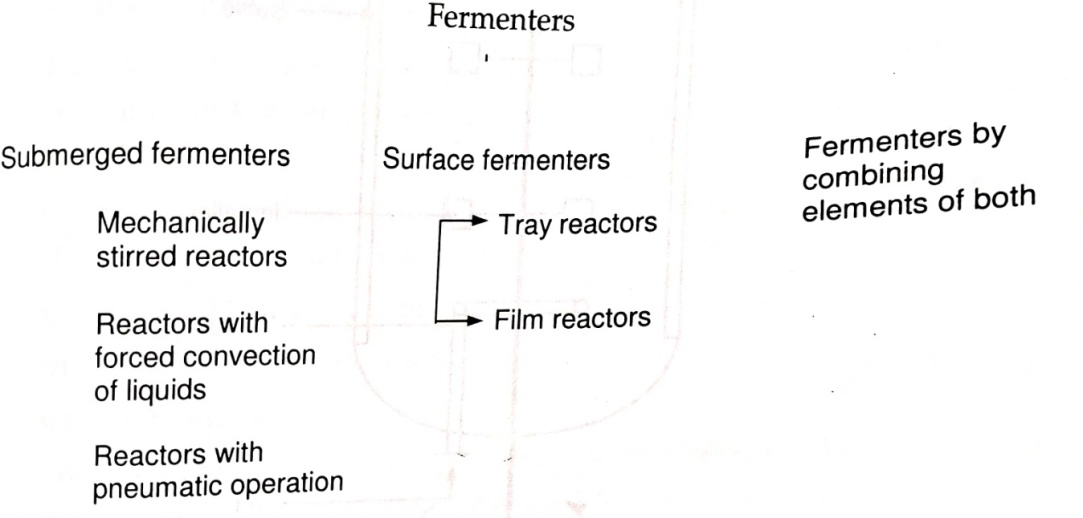 Fermenters
Submerged fermenters
Mechanically
stirred reactors
Reactors with
forced convection
of liquids
Reactors with
pneumatic operation
Surface fermenters
Tray reactors
Film reactors
Fermenters by
combining
elements of both